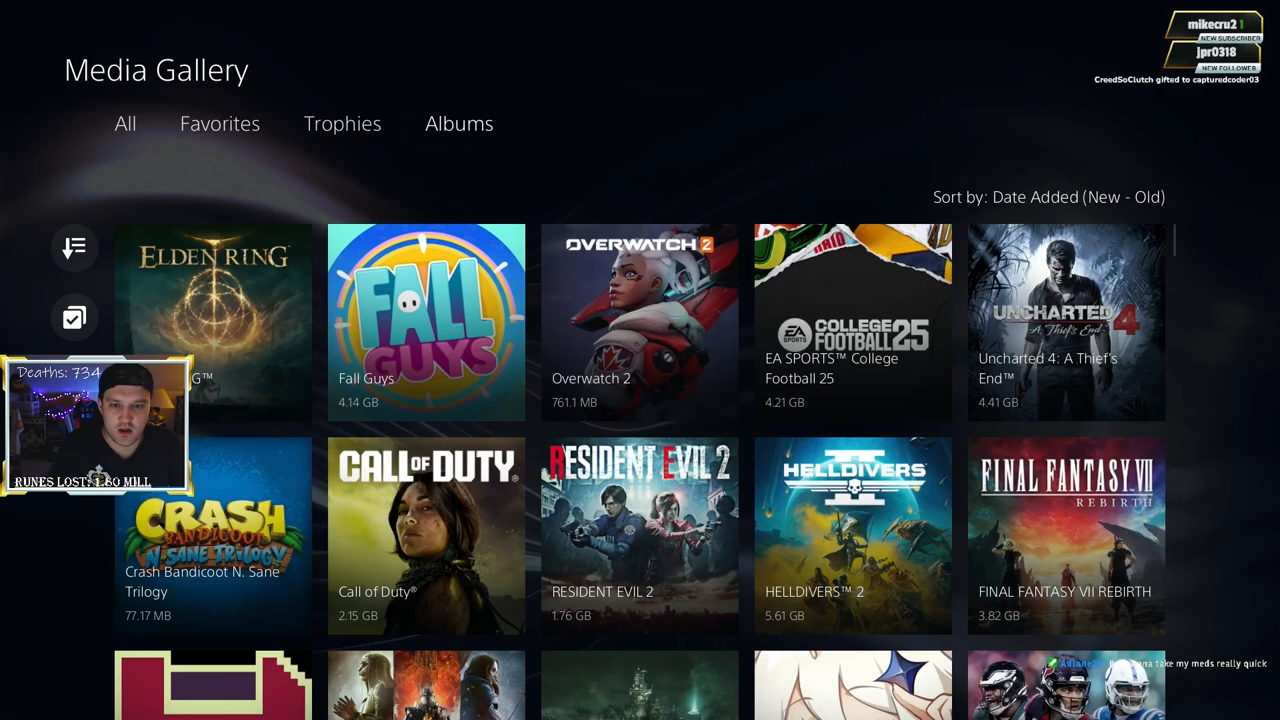 mikecru2 1
NEW SUBSCRIBER
jpr0318
NEW FOLLOWER
CreedSoClutch gifted to capturedcoder03
Media Gallery
All Favorites Trophies Albums
Sort by: Date Added (New - Old)
ELDEN RING
G™
FALL GUYS
Fall Guys
4.14 GB
OVERWATCH 2
Overwatch 2
761.1 MB
EA SPORTS COLLEGE FOOTBALL 25
EA SPORTS™ College
Football 25
4.21 GB
UNCHARTED 4
A Thief's End
Uncharted 4: A Thief's
End™
4.41 GB
Deaths: 734
RUNES LOST: 1.50 MILL
CRASH
BANDICOOT
N. SANE TRILOGY
Crash Bandicoot N. Sane
Trilogy
77.17 MB
CALL OF DUTY®
Call of Duty®
2.15 GB
RESIDENT EVIL 2
RESIDENT EVIL 2
1.76 GB
HELLDIVERS II
HELLDIVERS™ 2
5.61 GB
FINAL FANTASY VII
REBIRTH
FINAL FANTASY VII REBIRTH
3.82 GB
take my meds really quick